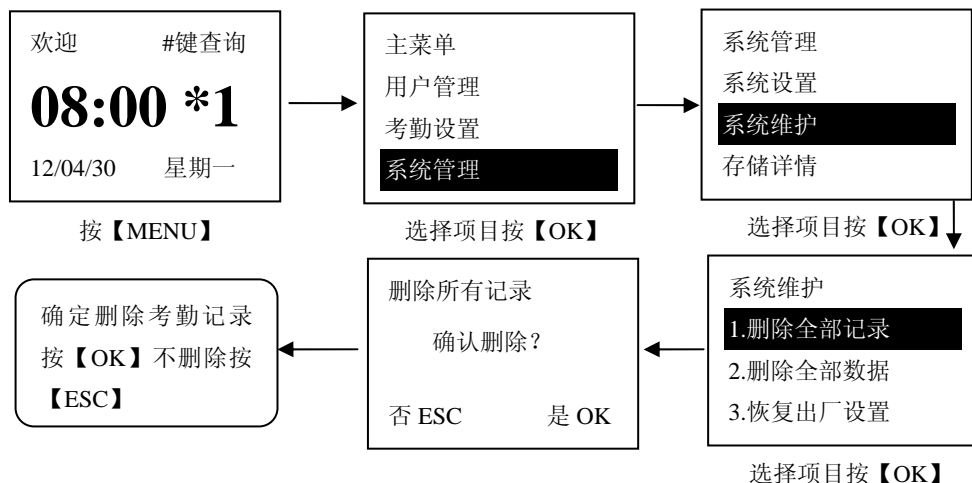 欢迎 #键查询
08:00 *1
12/04/30 星期一
按【MENU】
主菜单
用户管理
考勤设置
系统管理
选择项目按【OK】
系统管理
系统设置
系统维护
存储详情
选择项目按【OK】
系统维护
1.删除全部记录
2.删除全部数据
3.恢复出厂设置
选择项目按【OK】
删除所有记录
确认删除？
否 ESC 是 OK
确定删除考勤记录
按【OK】不删除按
【ESC】